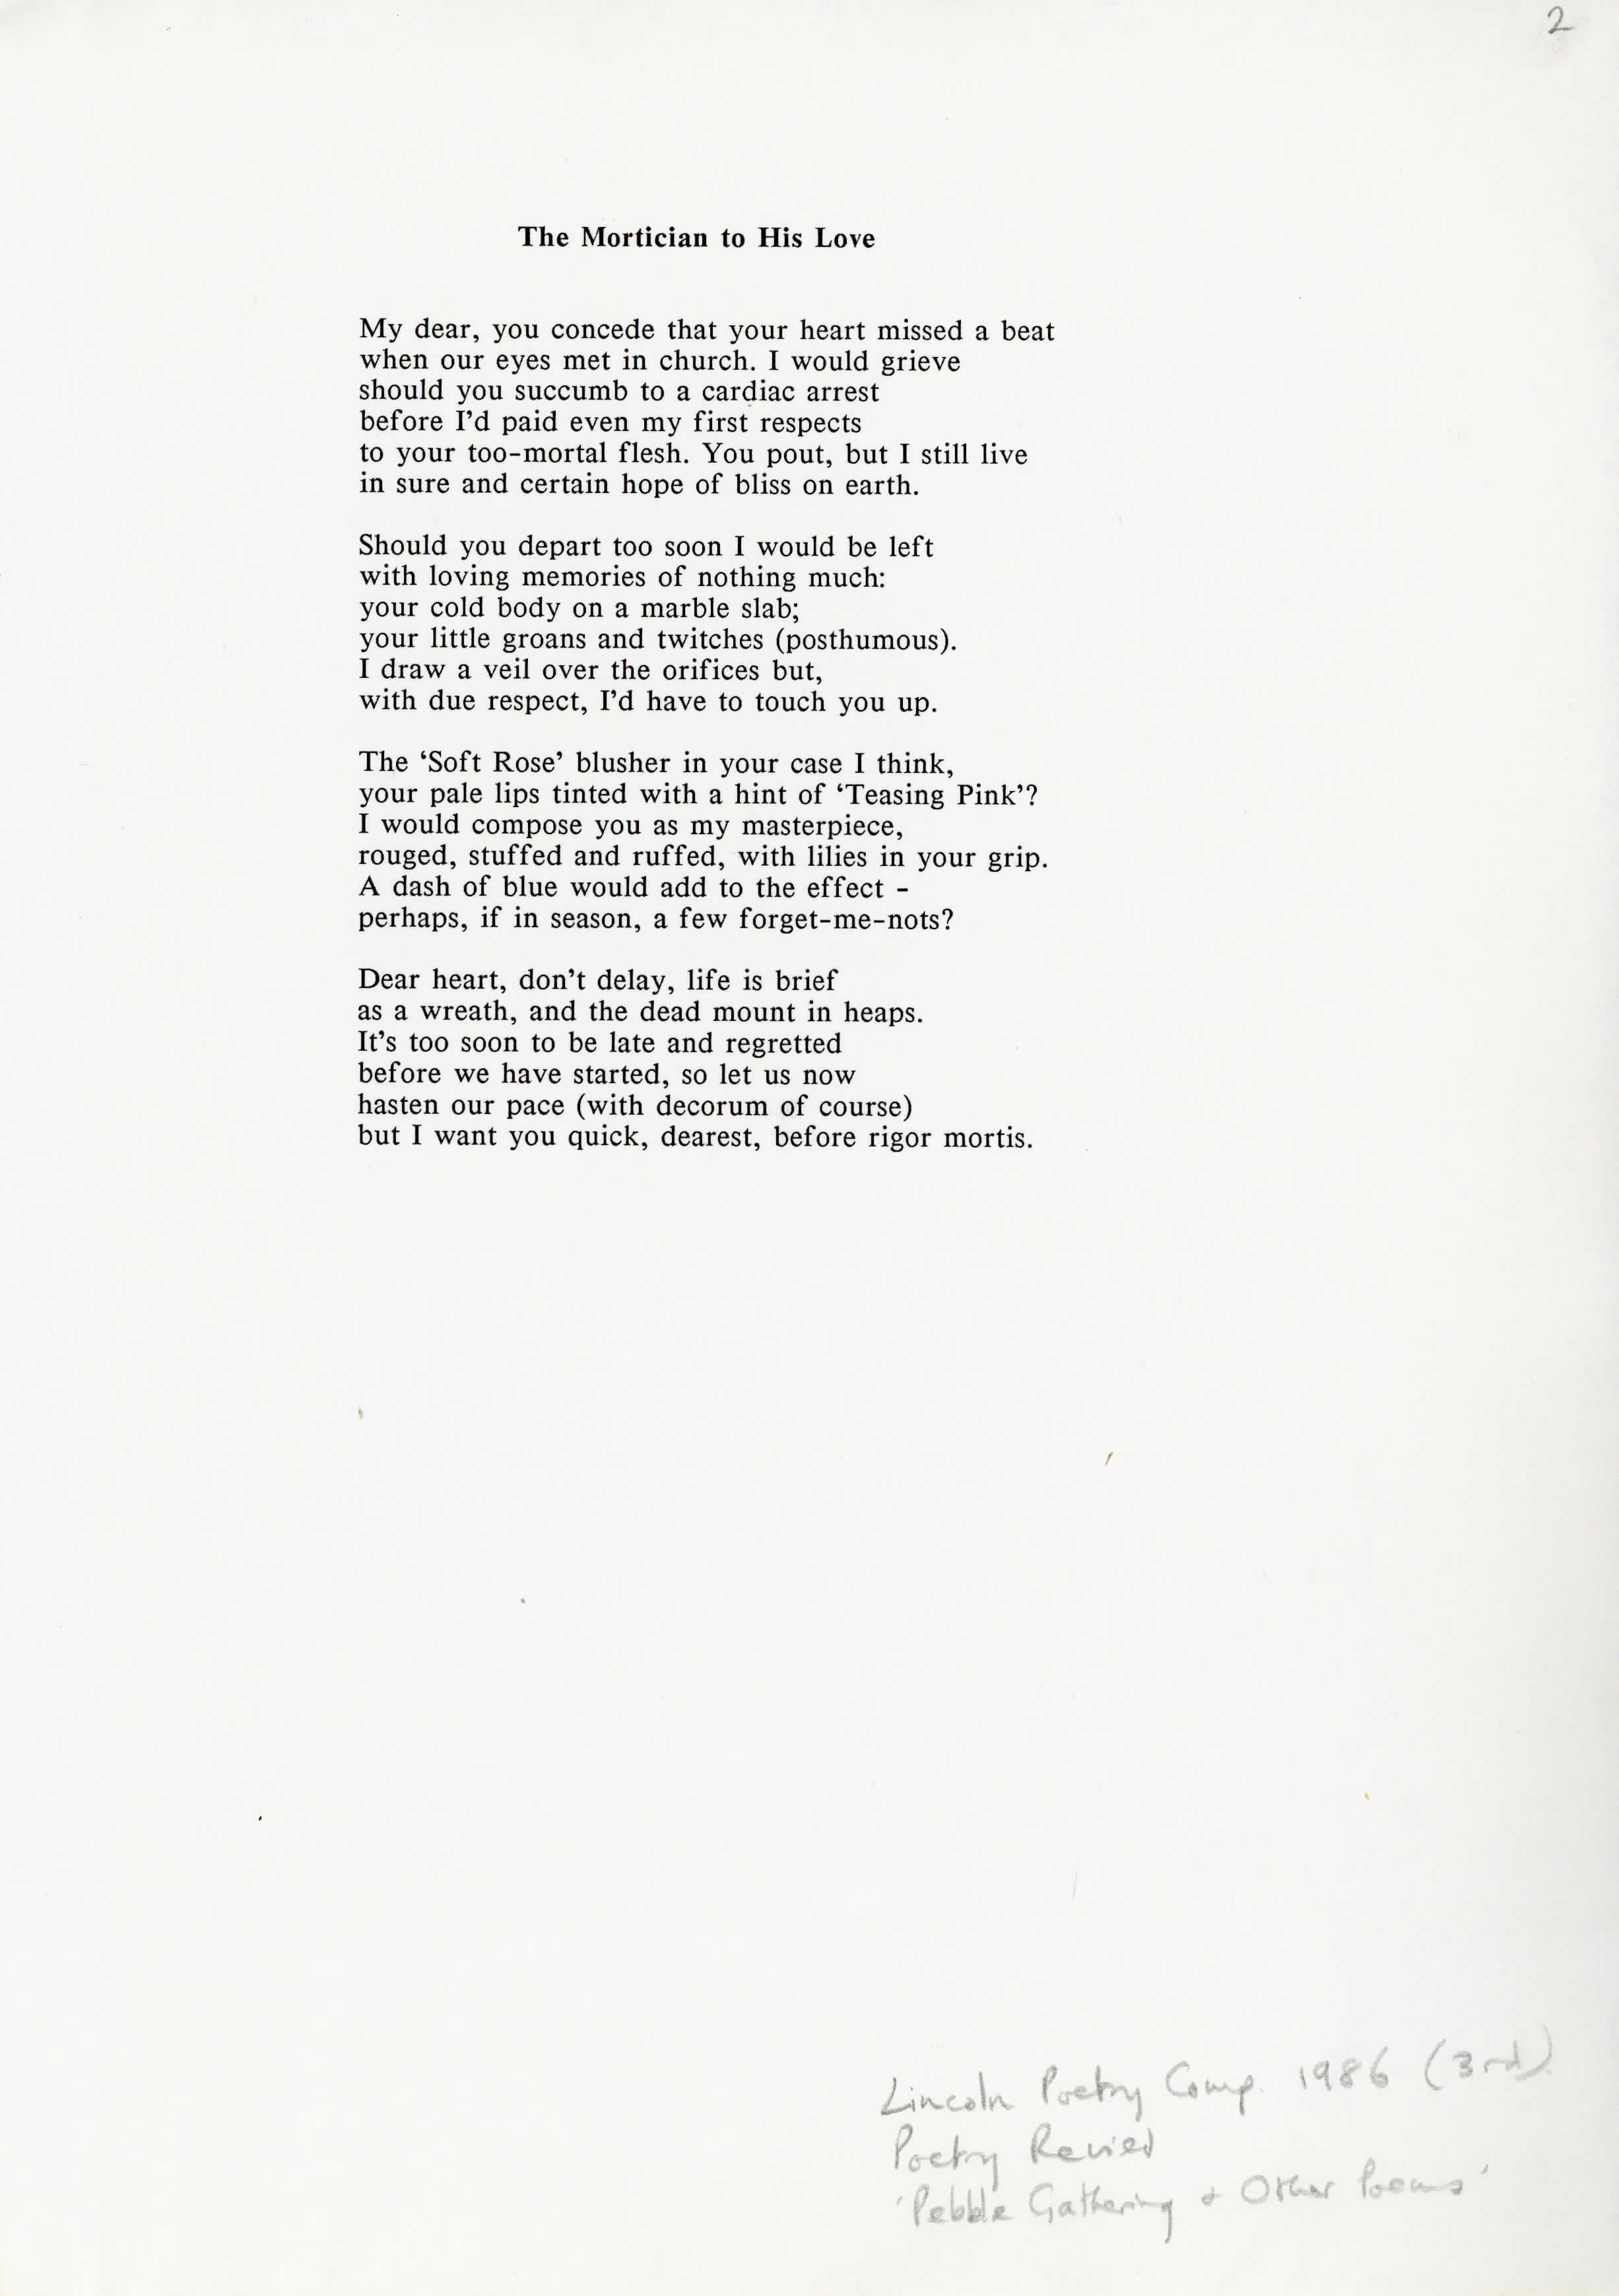 2
The Mortician to His Love
My dear, you concede that your heart missed a beat
when our eyes met in church. I would grieve
should you succumb to a cardiac arrest
before I'd paid even my first respects
to your too-mortal flesh. You pout, but I still live
in sure and certain hope of bliss on earth.
Should you depart too soon I would be left
with loving memories of nothing much:
your cold body on a marble slab;
your little groans and twitches (posthumous).
I draw a veil over the orifices but,
with due respect, I'd have to touch you up.
The ‘Soft Rose’ blusher in your case I think,
your pale lips tinted with a hint of ‘Teasing Pink’?
I would compose you as my masterpiece,
rouged, stuffed and ruffed, with lilies in your grip.
A dash of blue would add to the effect -
perhaps, if in season, a few forget-me-nots?
Dear heart, don't delay, life is brief
as a wreath, and the dead mount in heaps.
It's too soon to be late and regretted
before we have started, so let us now
hasten our pace (with decorum of course)
but I want you quick, dearest, before rigor mortis.
Lincoln Poetry Comp. 1986 (3rd)
Poetry Review
'Pebble Gathering & Other Poems'